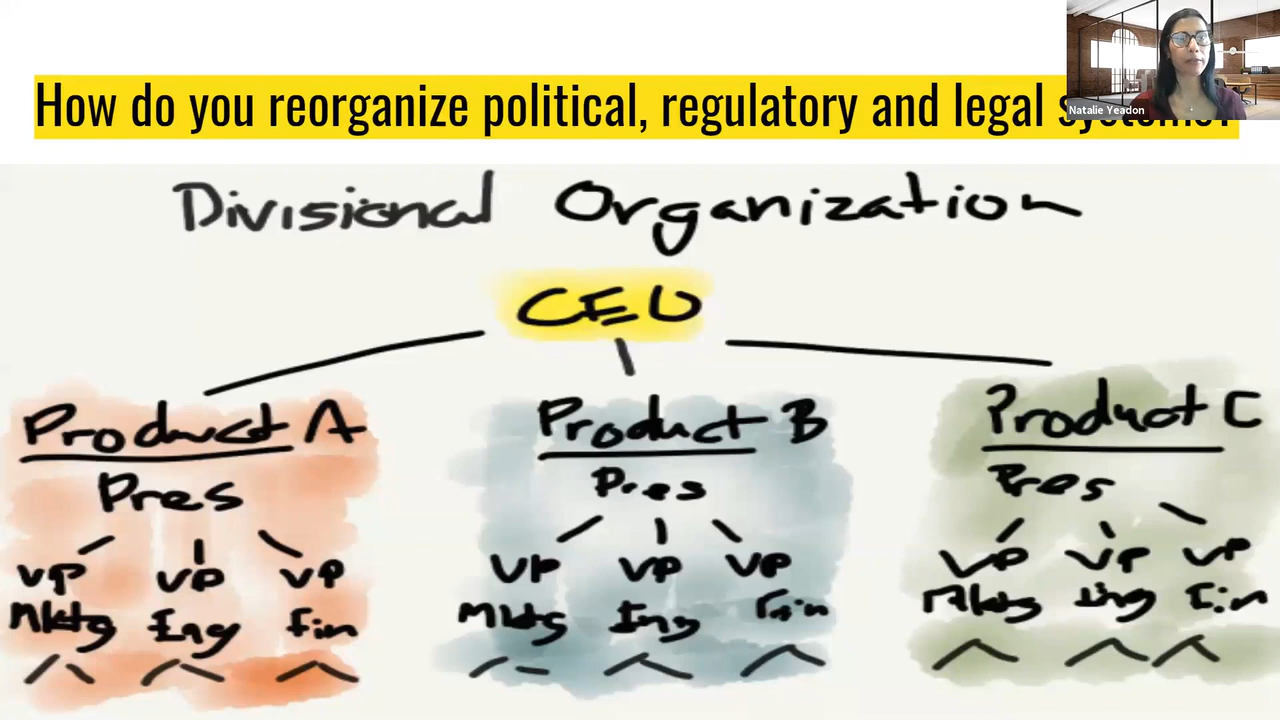 How do you reorganize political, regulatory and legal systems?
Natalie Yeadon
Divisional Organization
CEO
Product A Product B Product C
Pres Pres Pres
VP VP VP VP VP VP VP VP VP
Mktg Eng Fin Mktg Eng Fin Mktg Eng Fin